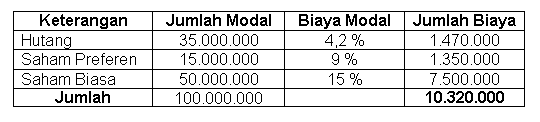 Keterangan Jumlah Modal Biaya Modal Jumlah Biaya
Hutang 35.000.000 4,2 % 1.470.000
Saham Preferen 15.000.000 9 % 1.350.000
Saham Biasa 50.000.000 15 % 7.500.000
Jumlah 100.000.000 10.320.000